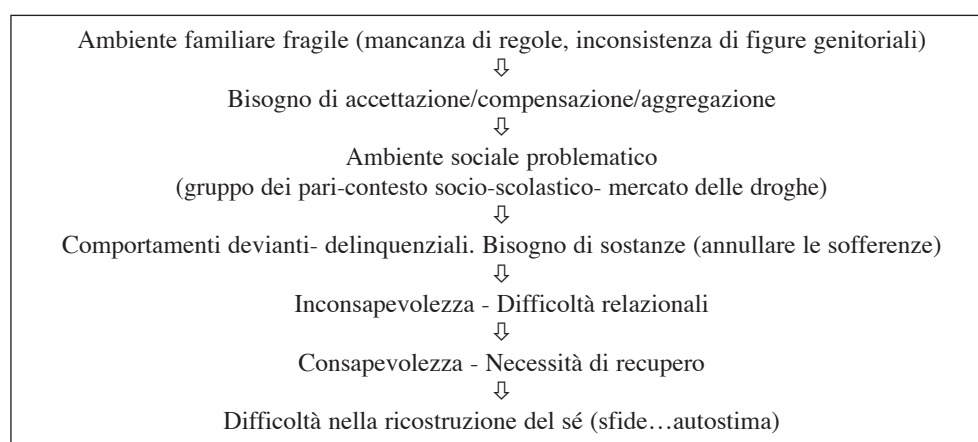 Ambiente familiare fragile (mancanza di regole, inconsistenza di figure genitoriali)
⇩
Bisogno di accettazione/compensazione/aggregazione
⇩
Ambiente sociale problematico
(gruppo dei pari-contesto socio-scolastico- mercato delle droghe)
⇩
Comportamenti devianti- delinquenziali. Bisogno di sostanze (annullare le sofferenze)
⇩
Inconsapevolezza - Difficoltà relazionali
⇩
Consapevolezza - Necessità di recupero
⇩
Difficoltà nella ricostruzione del sé (sfide…autostima)